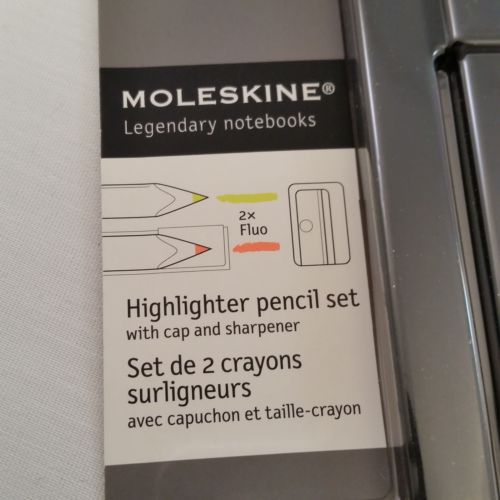 MOLESKINE®
Legendary notebooks
2x
Fluo
Highlighter pencil set
with cap and sharpener
Set de 2 crayons
surligneurs
avec capuchon et taille-crayon